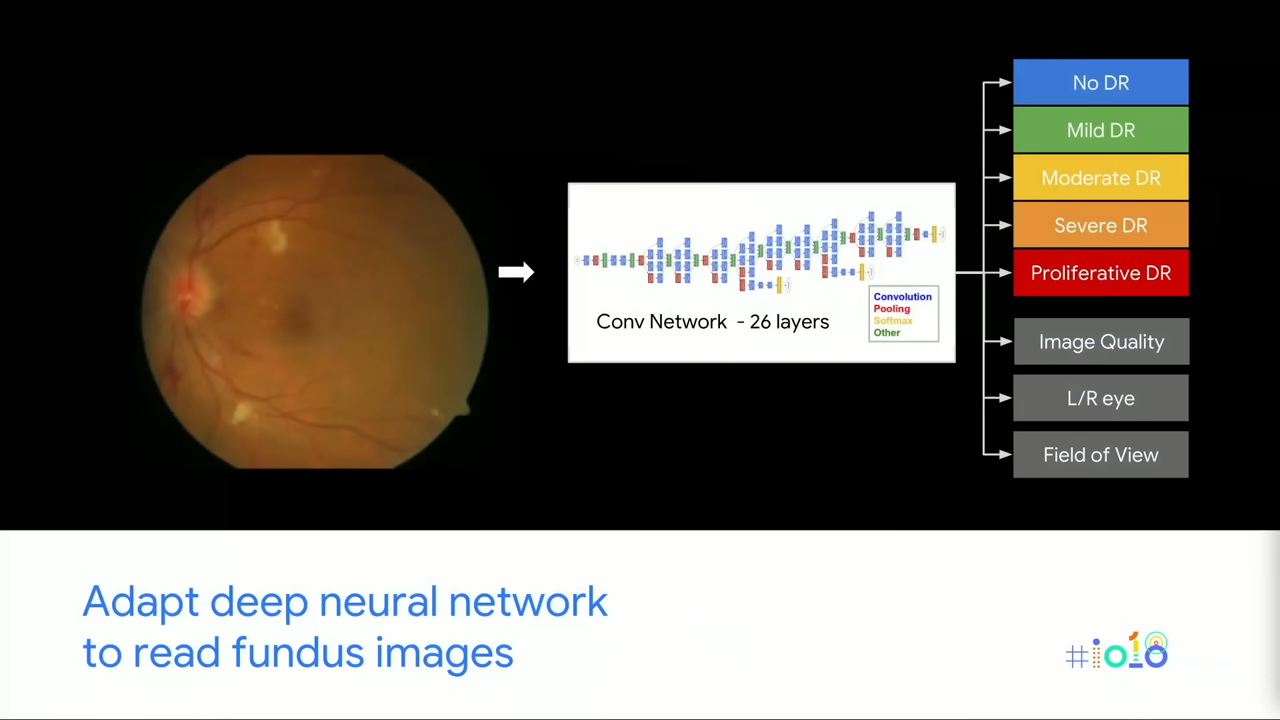 No DR
Mild DR
Moderate DR
Severe DR
Proliferative DR
Image Quality
L/R eye
Field of View
Conv Network - 26 layers
Convolution
Pooling
Softmax
Other
Adapt deep neural network
to read fundus images
#io18